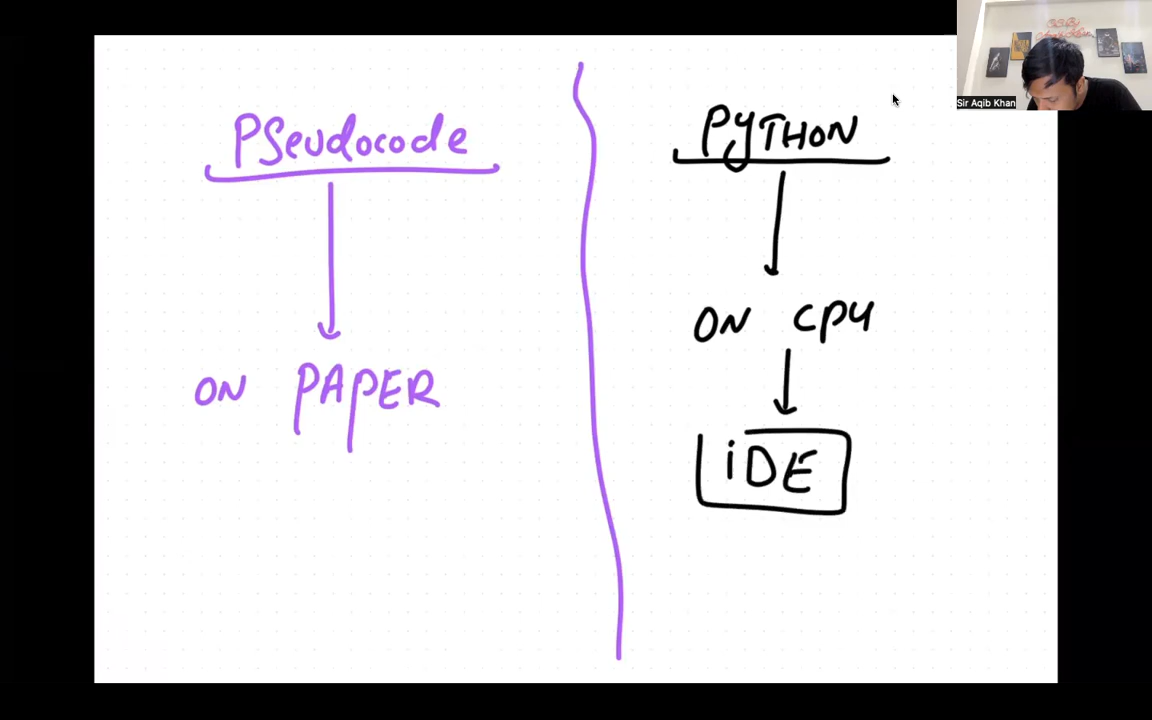 PSeudocode
ON PAPER
PYTHON
ON CPU
iDE
Sir Aqib Khan